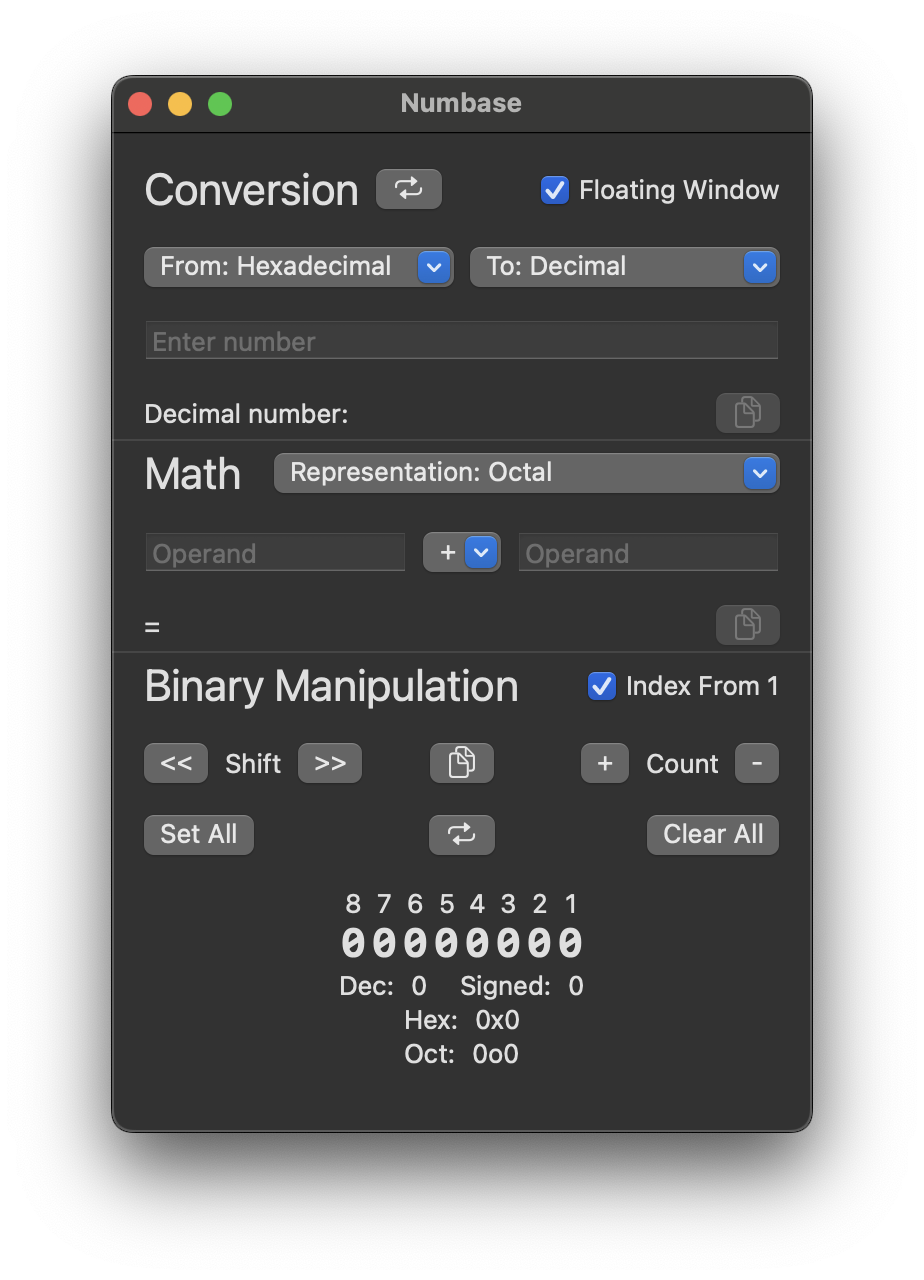 Numbase
Conversion Floating Window
From: Hexadecimal To: Decimal
Enter number
Decimal number:
Math Representation: Octal
Operand + Operand
=
Binary Manipulation Index From 1
<< Shift >> + Count -
Set All Clear All
8 7 6 5 4 3 2 1
0 0 0 0 0 0 0 0
Dec: 0 Signed: 0
Hex: 0x0
Oct: 0o0